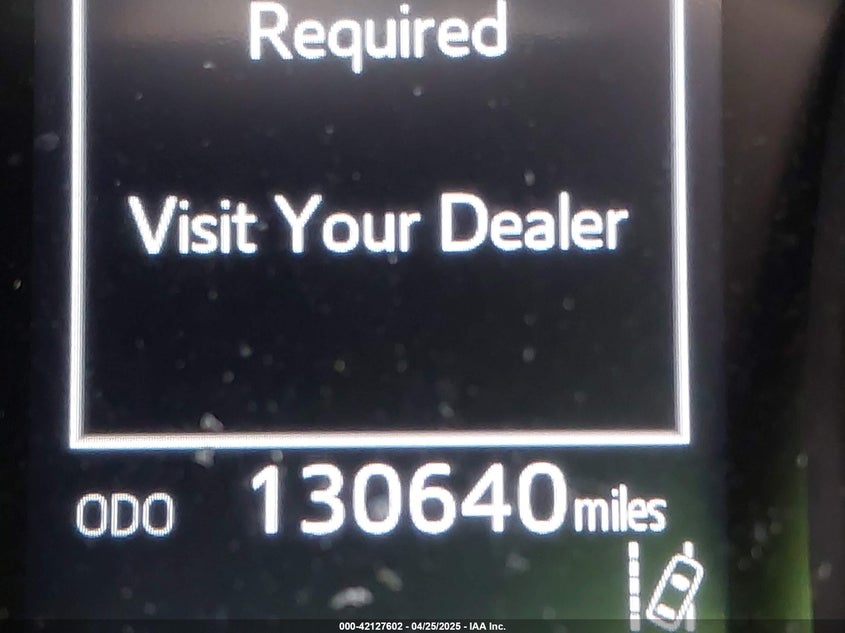 Required
Visit Your Dealer
ODO 130640 miles
000-42127602 - 04/25/2025 - IAA Inc.